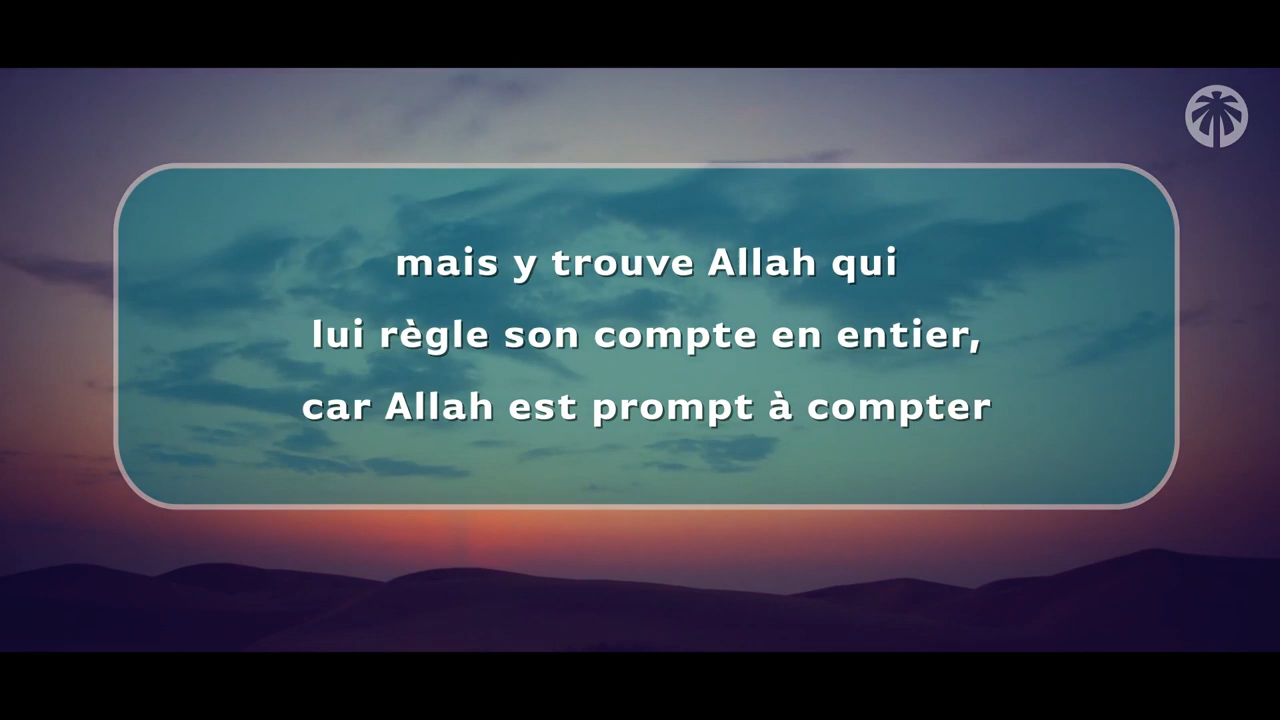 mais y trouve Allah qui
lui règle son compte en entier,
car Allah est prompt à compter